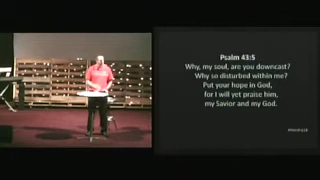 Psalm 43:5
Why, my soul, are you downcast?
Why so disturbed within me?
Put your hope in God,
for I will yet praise him,
my Savior and my God.